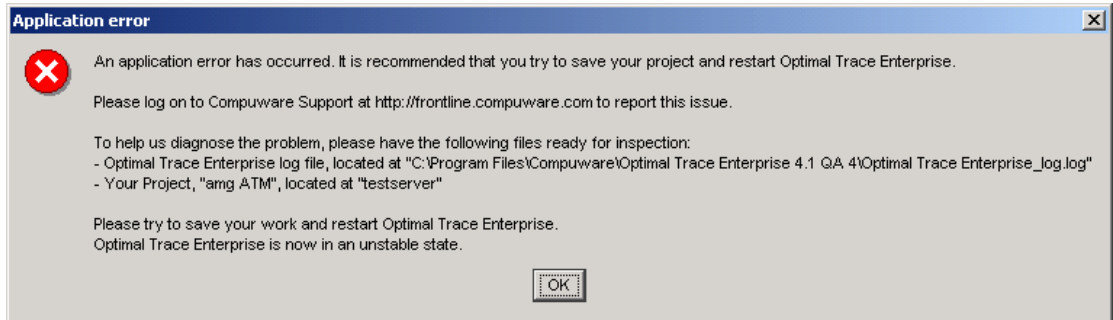 Application error
An application error has occurred. It is recommended that you try to save your project and restart Optimal Trace Enterprise.
Please log on to Compuware Support at http://frontline.compuware.com to report this issue.
To help us diagnose the problem, please have the following files ready for inspection:
- Optimal Trace Enterprise log file, located at "C:\Program Files\Compuware\Optimal Trace Enterprise 4.1 QA 4\Optimal Trace Enterprise_log.log"
- Your Project, "amg ATM", located at "testserver"
Please try to save your work and restart Optimal Trace Enterprise.
Optimal Trace Enterprise is now in an unstable state.
OK